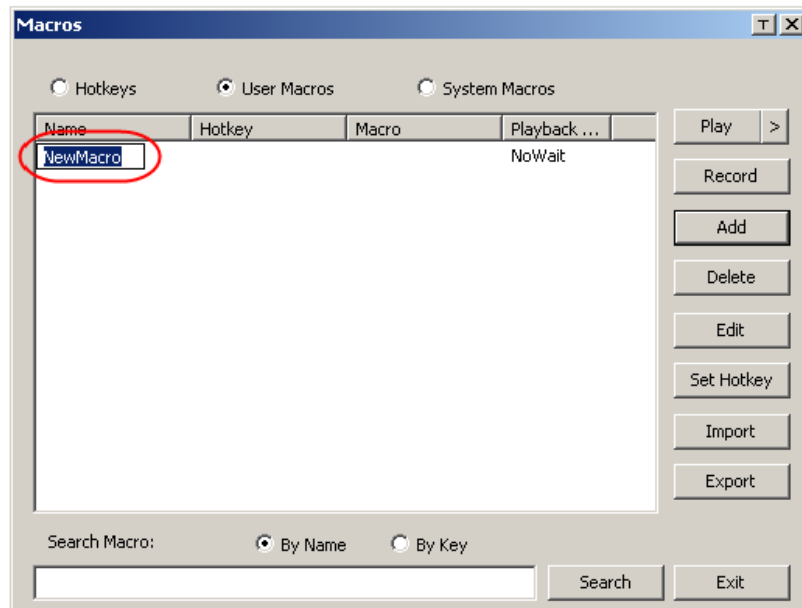 Macros T X
Hotkeys User Macros System Macros
Name Hotkey Macro Playback ... Play >
NewMacro NoWait
Record
Add
Delete
Edit
Set Hotkey
Import
Export
Search Macro: By Name By Key
Search Exit